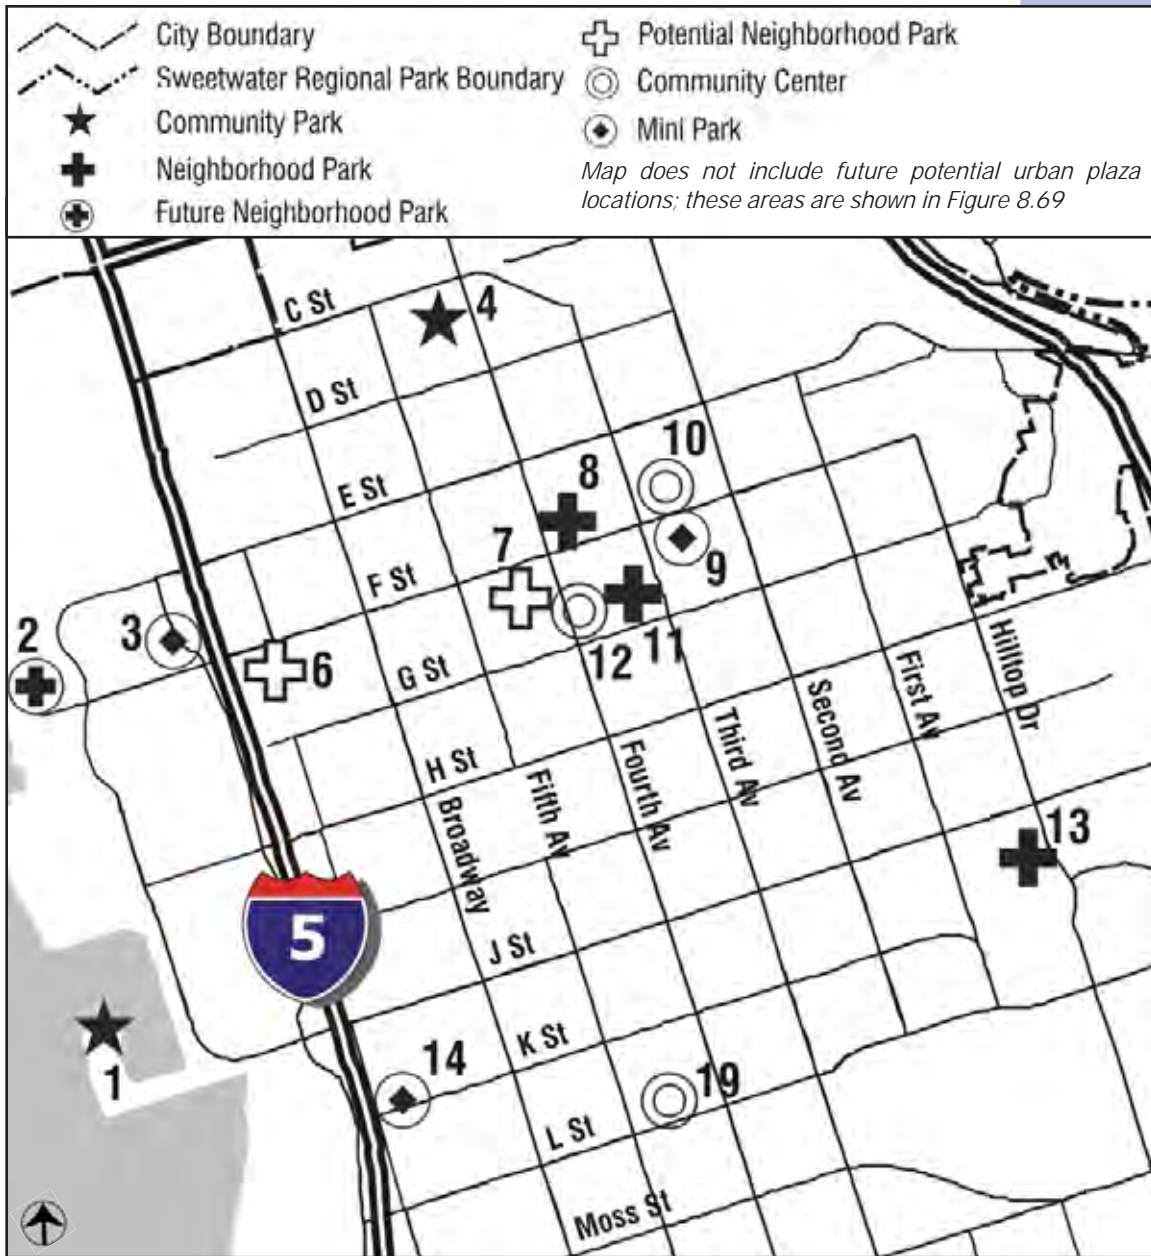 City Boundary
Sweetwater Regional Park Boundary
Community Park
Neighborhood Park
Future Neighborhood Park
Potential Neighborhood Park
Community Center
Mini Park
Map does not include future potential urban plaza
locations; these areas are shown in Figure 8.69
C St
4
D St
10
E St
8
7
F St
9
2
3
6
G St
12
11
Hilltop Dr
First Av
Second Av
Third Av
Fourth Av
Fifth Av
H St
Broadway
13
5
J St
1
14
K St
19
L St
Moss St